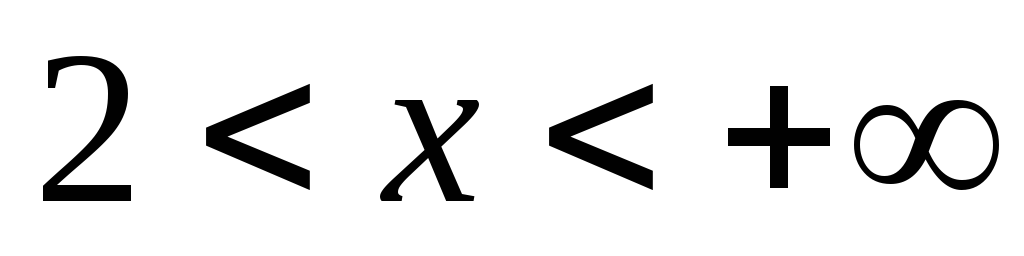 2 < x < +∞